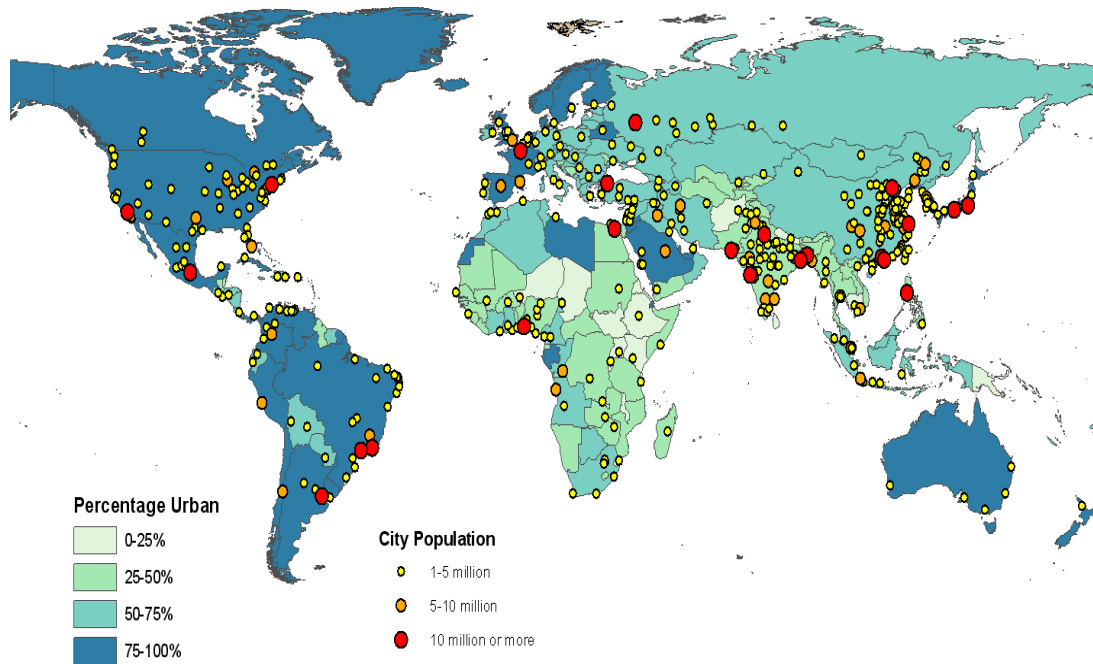 Percentage Urban
0-25%
25-50%
50-75%
75-100%
City Population
1-5 million
5-10 million
10 million or more